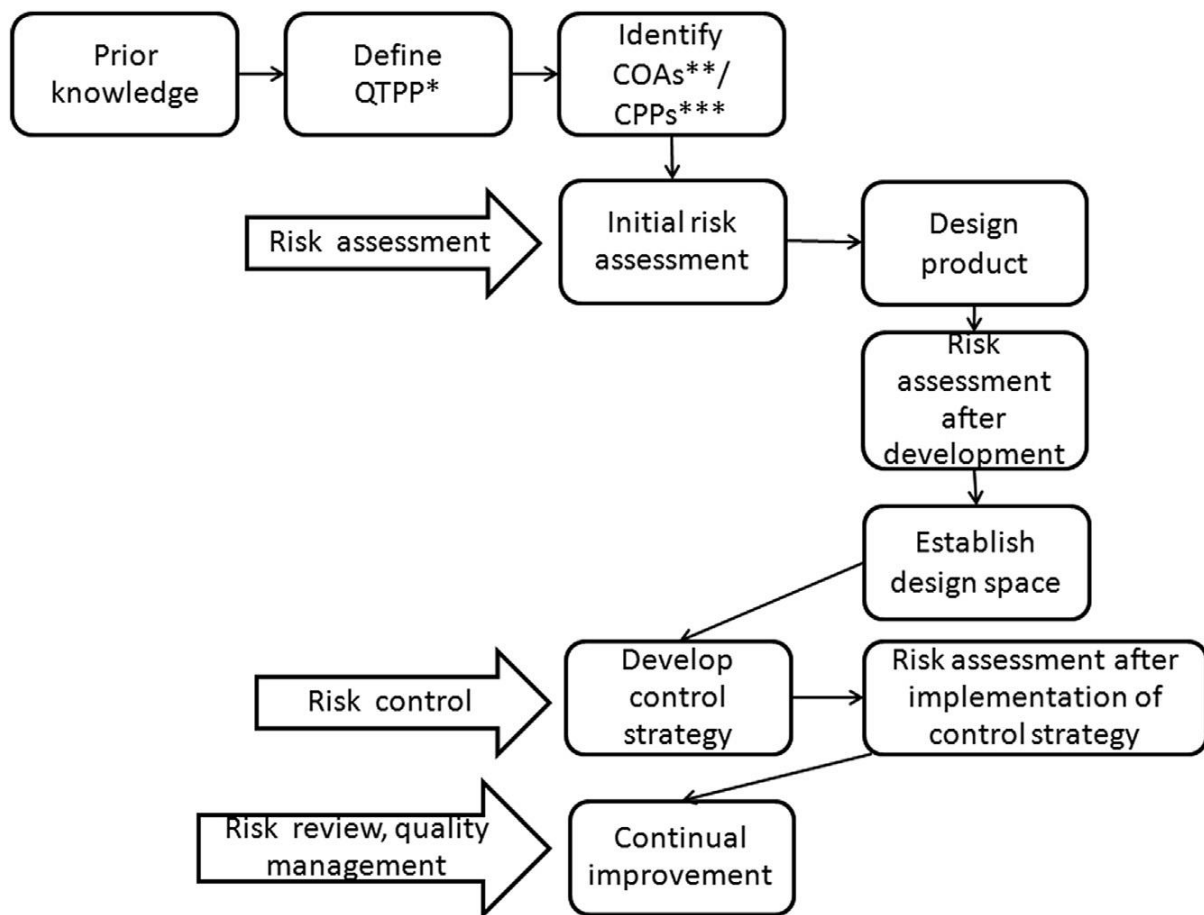 Prior
knowledge
Define
QTPP*
Identify
COAs**/
CPPs***
Risk assessment
Initial risk
assessment
Design
product
Risk
assessment
after
development
Establish
design space
Risk control
Develop
control
strategy
Risk assessment after
implementation of
control strategy
Risk review, quality
management
Continual
improvement